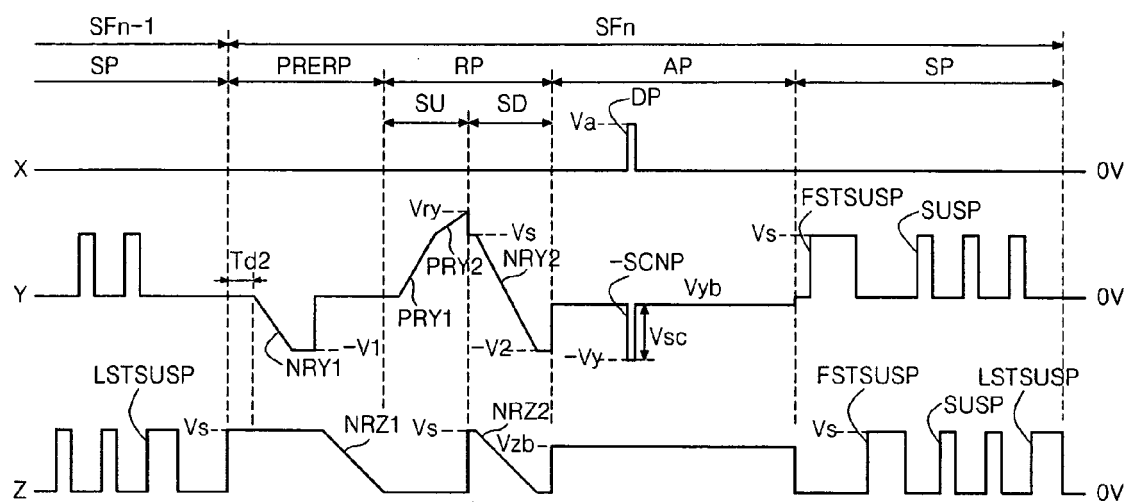 SFn-1 SFn
SP PRERP RP AP SP
SU SD DP
Va
X 0V
Vry FSTSUSP SUSP
Vs Vs
Td2 PRY2 NRY2 -SCNP
Y Vyb 0V
PRY1 Vsc
-V1 -V2 -Vy
NRY1
LSTSUSP FSTSUSP LSTSUSP
SUSP
Vs NRZ1 Vs NRZ2 Vs
Vzb
Z 0V